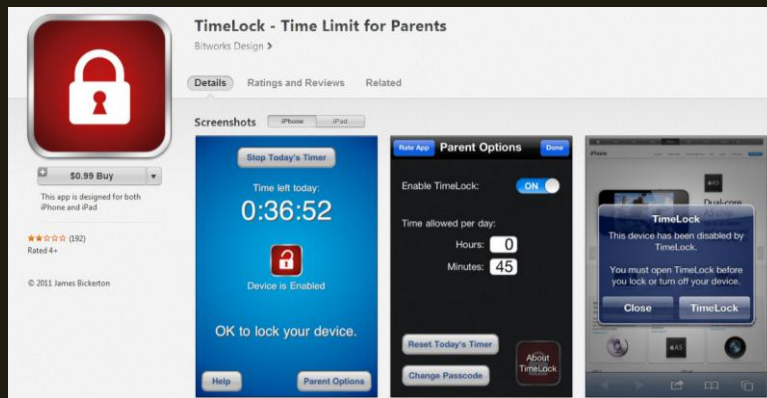 TimeLock - Time Limit for Parents
Bitworks Design >
Details Ratings and Reviews Related
Screenshots iPhone iPad
$0.99 Buy
This app is designed for both
iPhone and iPad
(192)
Rated 4+
© 2011 James Bickerton
Stop Today's Timer
Time left today:
0:36:52
Device is Enabled
OK to lock your device.
Help Parent Options
Rate App Parent Options Done
Enable TimeLock: ON
Time allowed per day:
Hours: 0
Minutes: 45
Reset Today's Timer
Change Passcode
About
TimeLock
iPhone
Dual-core
A5 chip
TimeLock
This device has been disabled by
TimeLock.
You must open TimeLock before
you lock or turn off your device.
Close TimeLock